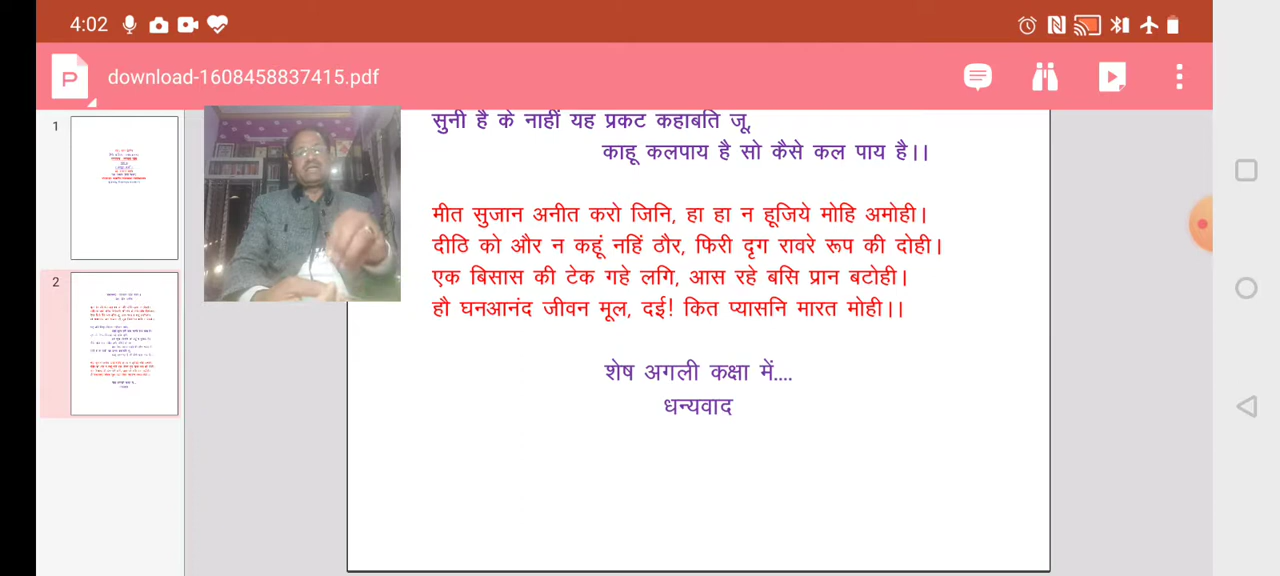 4:02
download-1608458837415.pdf
1
2
सुनी है के नाहीं यह प्रकट कहाबति जू,
काहू कलपाय है सो कैसे कल पाय है।।
मीत सुजान अनीत करो जिनि, हा हा न हूजिये मोहि अमोही।
दीठि को और न कहूं नहिं ठौर, फिरी दृग रावरे रूप की दोही।
एक बिसास की टेक गहे लगि, आस रहे बसि प्रान बटोही।
हौ घनआनंद जीवन मूल, दई! कित प्यासनि मारत मोही।।
शेष अगली कक्षा में....
धन्यवाद